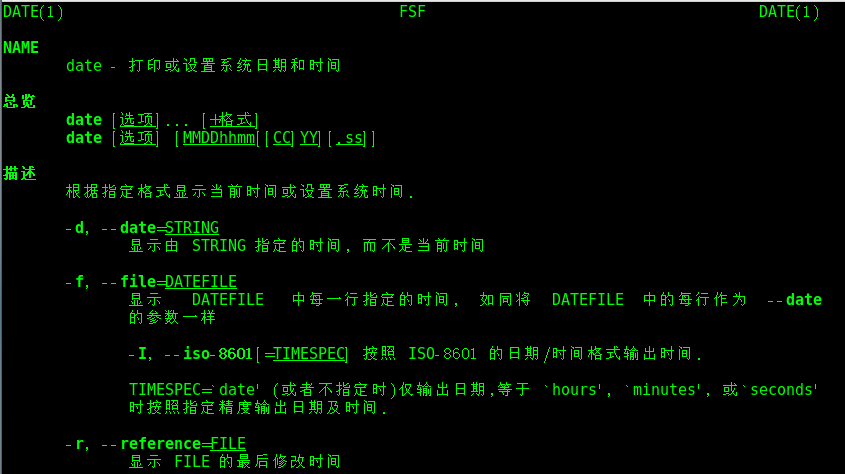 DATE(1) FSF DATE(1)
NAME
date - 打印或设置系统日期和时间
总览
date [选项]... [+格式]
date [选项] [MMDDhhmm[[CC]YY][.ss]]
描述
根据指定格式显示当前时间或设置系统时间.
-d, --date=STRING
显示由 STRING 指定的时间, 而不是当前时间
-f, --file=DATEFILE
显示 DATEFILE 中每一行指定的时间, 如同将 DATEFILE 中的每行作为 --date
的参数一样
-I, --iso-8601[=TIMESPEC] 按照 ISO-8601 的日期/时间格式输出时间.
TIMESPEC=`date' (或者不指定时)仅输出日期,等于 `hours', `minutes', 或`seconds'
时按照指定精度输出日期及时间.
-r, --reference=FILE
显示 FILE 的最后修改时间